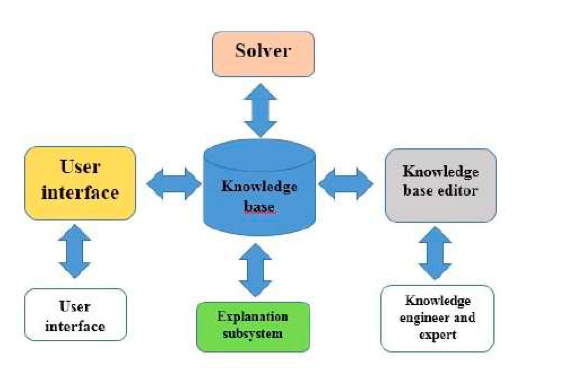 Solver
User
interface
Knowledge
base
Knowledge
base editor
User
interface
Explanation
subsystem
Knowledge
engineer and
expert